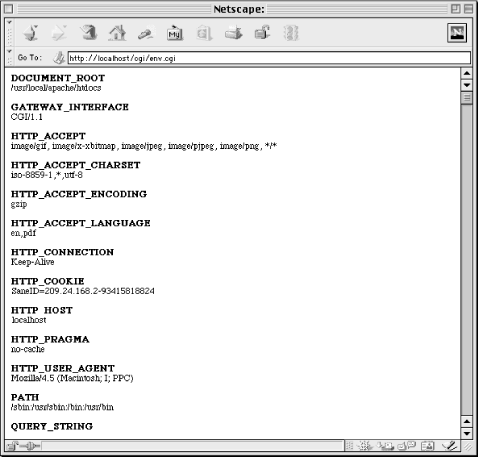 Netscape:
My
N
Go To: http://localhost/cgi/env.cgi
DOCUMENT_ROOT
/usr/local/apache/htdocs
GATEWAY_INTERFACE
CGI/1.1
HTTP_ACCEPT
image/gif, image/x-xbitmap, image/jpeg, image/pjpeg, image/png, */*
HTTP_ACCEPT_CHARSET
iso-8859-1,*,utf-8
HTTP_ACCEPT_ENCODING
gzip
HTTP_ACCEPT_LANGUAGE
en,pdf
HTTP_CONNECTION
Keep-Alive
HTTP_COOKIE
SaneID=209.24.168.2-93415818824
HTTP_HOST
localhost
HTTP_PRAGMA
no-cache
HTTP_USER_AGENT
Mozilla/4.5 (Macintosh; I; PPC)
PATH
/sbin:/usr/sbin:/bin:/usr/bin
QUERY_STRING